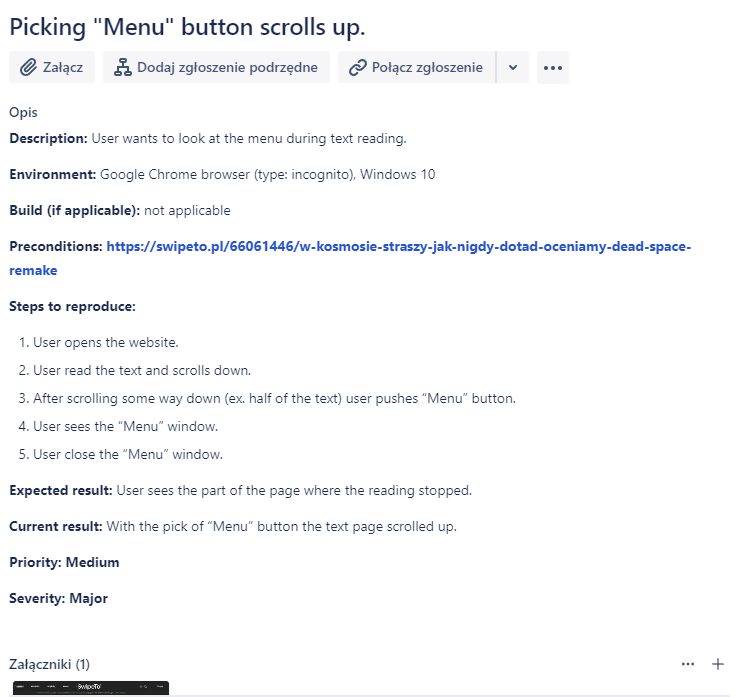 Picking "Menu" button scrolls up.
Załącz
Dodaj zgłoszenie podrzędne
Połącz zgłoszenie
Opis
Description: User wants to look at the menu during text reading.
Environment: Google Chrome browser (type: incognito), Windows 10
Build (if applicable): not applicable
Preconditions: https://swipeto.pl/66061446/w-kosmosie-straszy-jak-nigdy-dotad-oceniamy-dead-space-
remake
Steps to reproduce:
1. User opens the website.
2. User read the text and scrolls down.
3. After scrolling some way down (ex. half of the text) user pushes “Menu” button.
4. User sees the “Menu” window.
5. User close the “Menu” window.
Expected result: User sees the part of the page where the reading stopped.
Current result: With the pick of “Menu” button the text page scrolled up.
Priority: Medium
Severity: Major
Załączniki (1)
SwipeTo